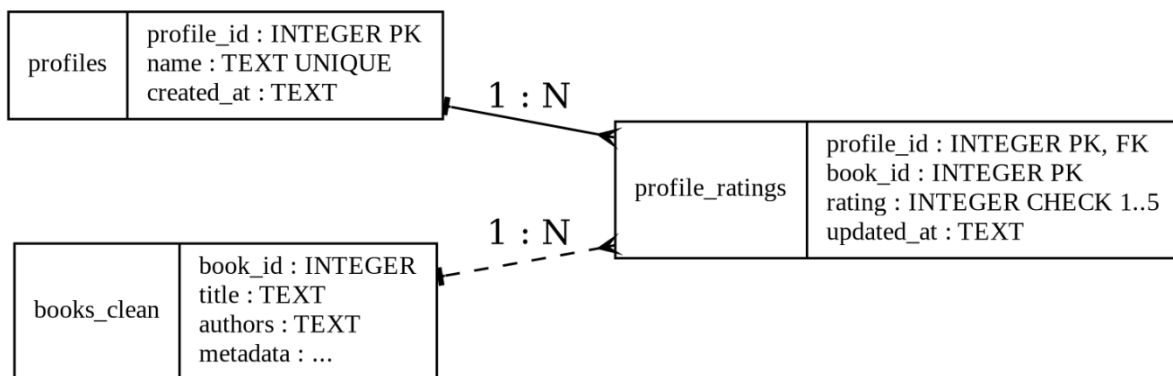 profiles
profile_id : INTEGER PK
name : TEXT UNIQUE
created_at : TEXT
1 : N
profile_ratings
profile_id : INTEGER PK, FK
book_id : INTEGER PK
rating : INTEGER CHECK 1..5
updated_at : TEXT
1 : N
books_clean
book_id : INTEGER
title : TEXT
authors : TEXT
metadata : ...